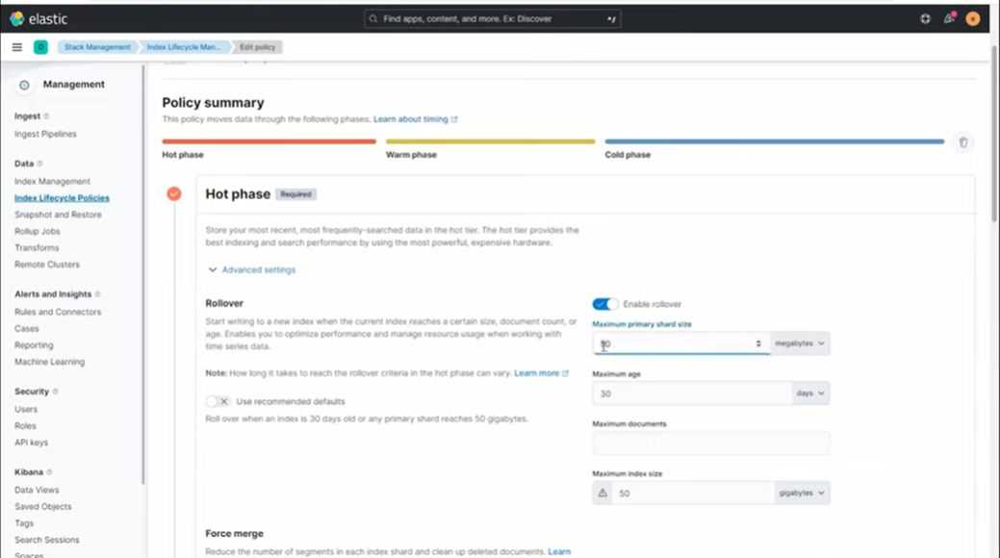 elastic
Find apps, content, and more. Ex: Discover
D
Stack Management
Index Lifecycle Man...
Edit policy
Management
Ingest
Ingest Pipelines
Data
Index Management
Index Lifecycle Policies
Snapshot and Restore
Rollup Jobs
Transforms
Remote Clusters
Alerts and Insights
Rules and Connectors
Cases
Reporting
Machine Learning
Security
Users
Roles
API keys
Kibana
Data Views
Saved Objects
Tags
Search Sessions
Spaces
Policy summary
This policy moves data through the following phases. Learn about timing
Hot phase
Warm phase
Cold phase
Hot phase
Required
Store your most recent, most frequently-searched data in the hot tier. The hot tier provides the
best indexing and search performance by using the most powerful, expensive hardware.
Advanced settings
Rollover
Start writing to a new index when the current index reaches a certain size, document count, or
age. Enables you to optimize performance and manage resource usage when working with
time series data.
Note: How long it takes to reach the rollover criteria in the hot phase can vary. Learn more
Use recommended defaults
Roll over when an index is 30 days old or any primary shard reaches 50 gigabytes.
Enable rollover
Maximum primary shard size
megabytes
Maximum age
30
days
Maximum documents
Maximum index size
50
gigabytes
Force merge
Reduce the number of segments in each index shard and clean up deleted documents. Learn